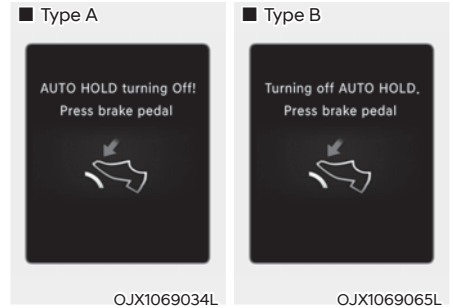 ■ Type A
AUTO HOLD turning Off!
Press brake pedal
OJX1069034L
■ Type B
Turning off AUTO HOLD.
Press brake pedal
OJX1069065L